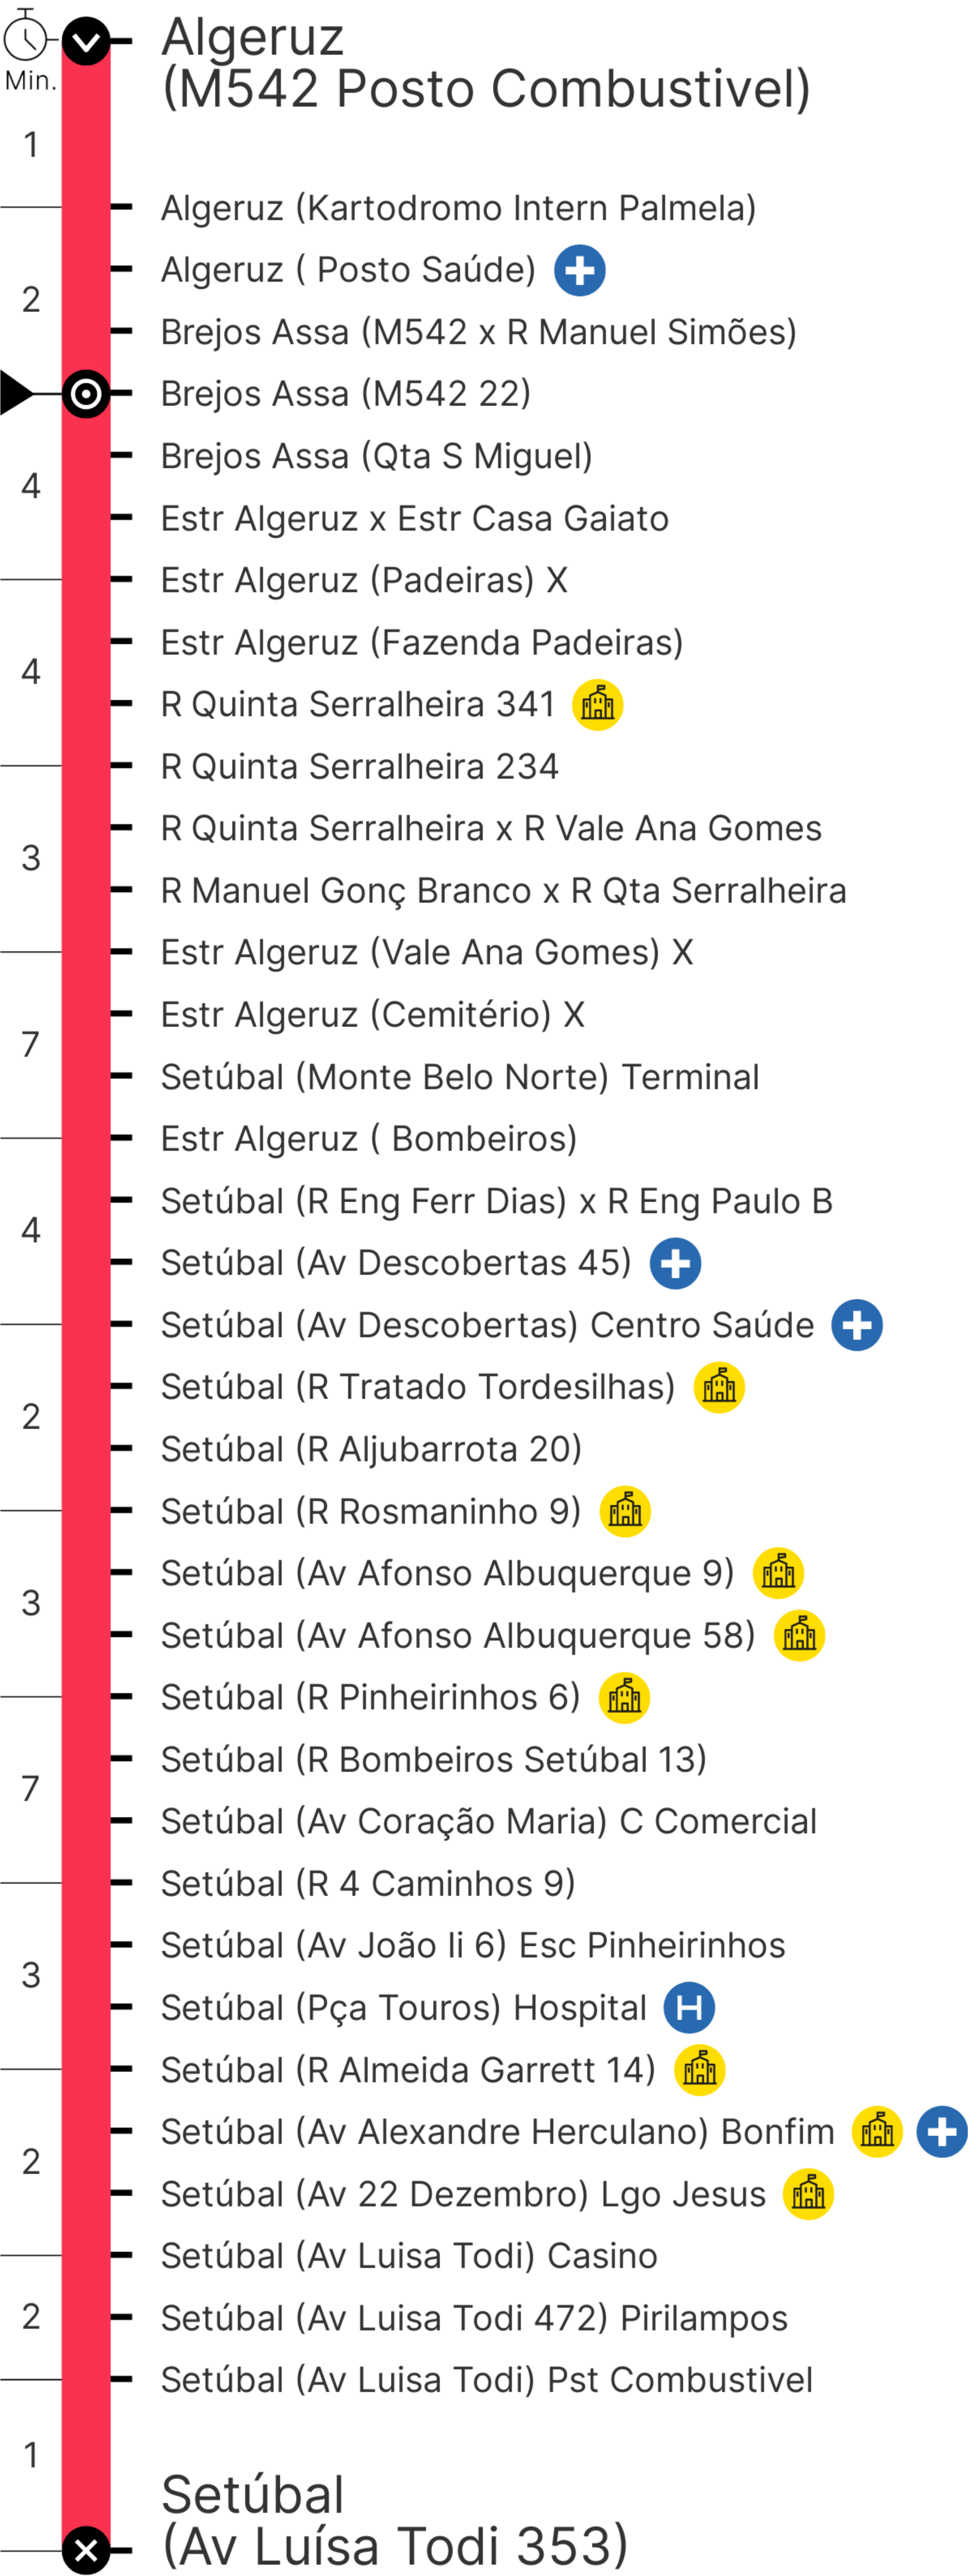 Algeruz
(M542 Posto Combustivel)
Min.
1
Algeruz (Kartodromo Intern Palmela)
Algeruz ( Posto Saúde)
2
Brejos Assa (M542 x R Manuel Simões)
Brejos Assa (M542 22)
Brejos Assa (Qta S Miguel)
4
Estr Algeruz x Estr Casa Gaiato
Estr Algeruz (Padeiras) X
Estr Algeruz (Fazenda Padeiras)
4
R Quinta Serralheira 341
R Quinta Serralheira 234
R Quinta Serralheira x R Vale Ana Gomes
3
R Manuel Gonç Branco x R Qta Serralheira
Estr Algeruz (Vale Ana Gomes) X
Estr Algeruz (Cemitério) X
7
Setúbal (Monte Belo Norte) Terminal
Estr Algeruz ( Bombeiros)
Setúbal (R Eng Ferr Dias) x R Eng Paulo B
4
Setúbal (Av Descobertas 45)
Setúbal (Av Descobertas) Centro Saúde
Setúbal (R Tratado Tordesilhas)
2
Setúbal (R Aljubarrota 20)
Setúbal (R Rosmaninho 9)
Setúbal (Av Afonso Albuquerque 9)
3
Setúbal (Av Afonso Albuquerque 58)
Setúbal (R Pinheirinhos 6)
Setúbal (R Bombeiros Setúbal 13)
7
Setúbal (Av Coração Maria) C Comercial
Setúbal (R 4 Caminhos 9)
Setúbal (Av João Ii 6) Esc Pinheirinhos
3
Setúbal (Pça Touros) Hospital H
Setúbal (R Almeida Garrett 14)
Setúbal (Av Alexandre Herculano) Bonfim
2
Setúbal (Av 22 Dezembro) Lgo Jesus
Setúbal (Av Luisa Todi) Casino
2
Setúbal (Av Luisa Todi 472) Pirilampos
Setúbal (Av Luisa Todi) Pst Combustivel
1
Setúbal
(Av Luísa Todi 353)